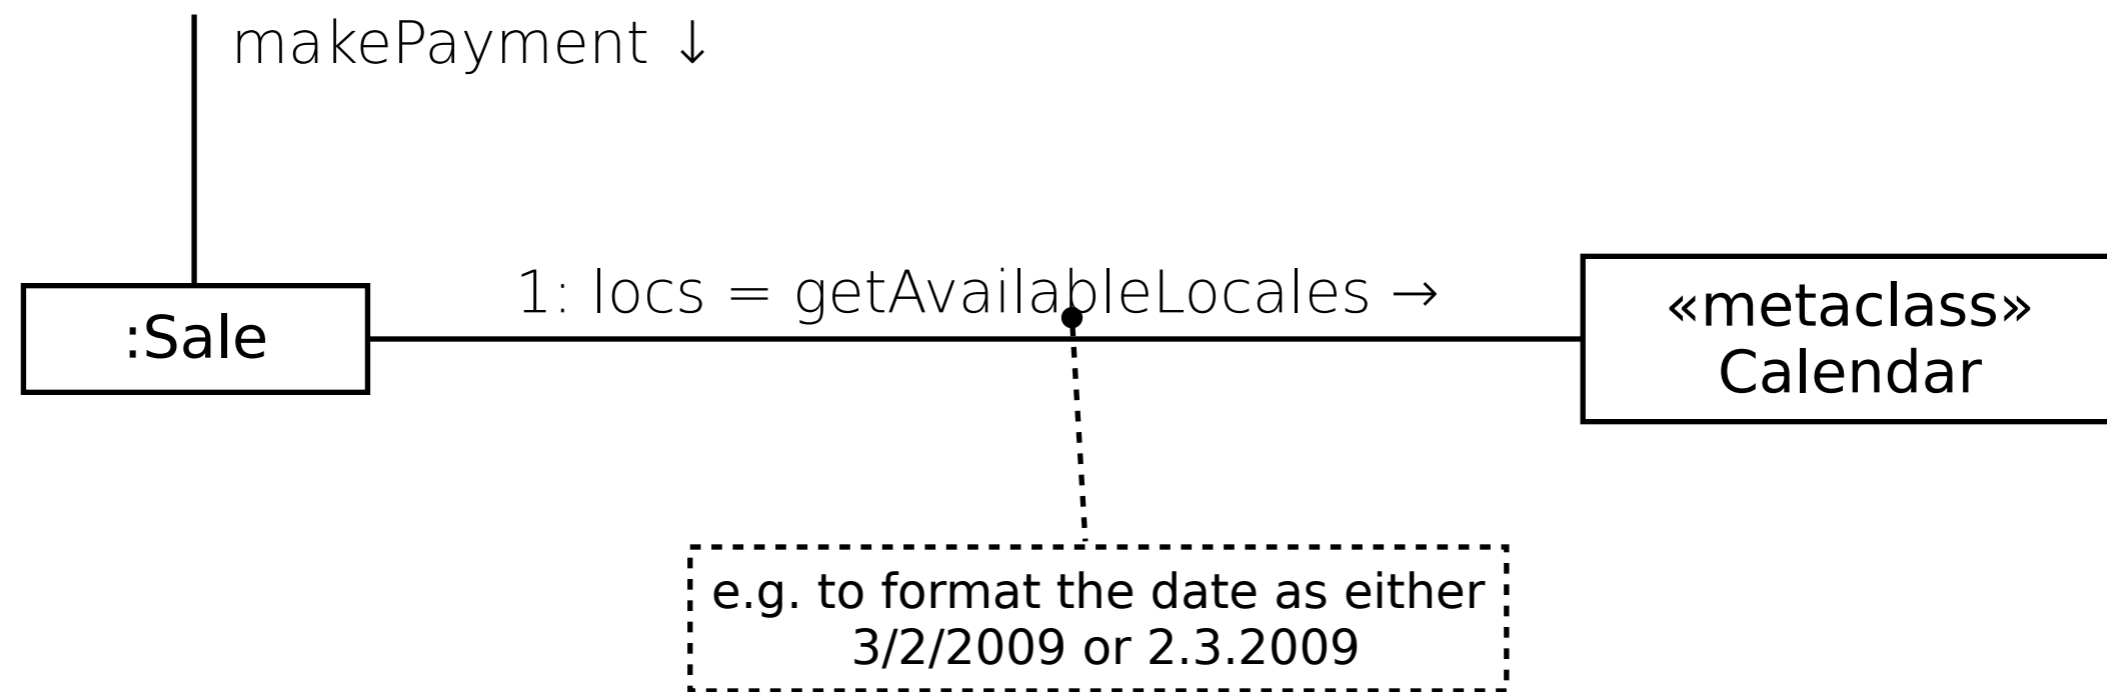 makePayment ↓
1: locs = getAvailableLocales →
:Sale
«metaclass»
Calendar
e.g. to format the date as either
3/2/2009 or 2.3.2009